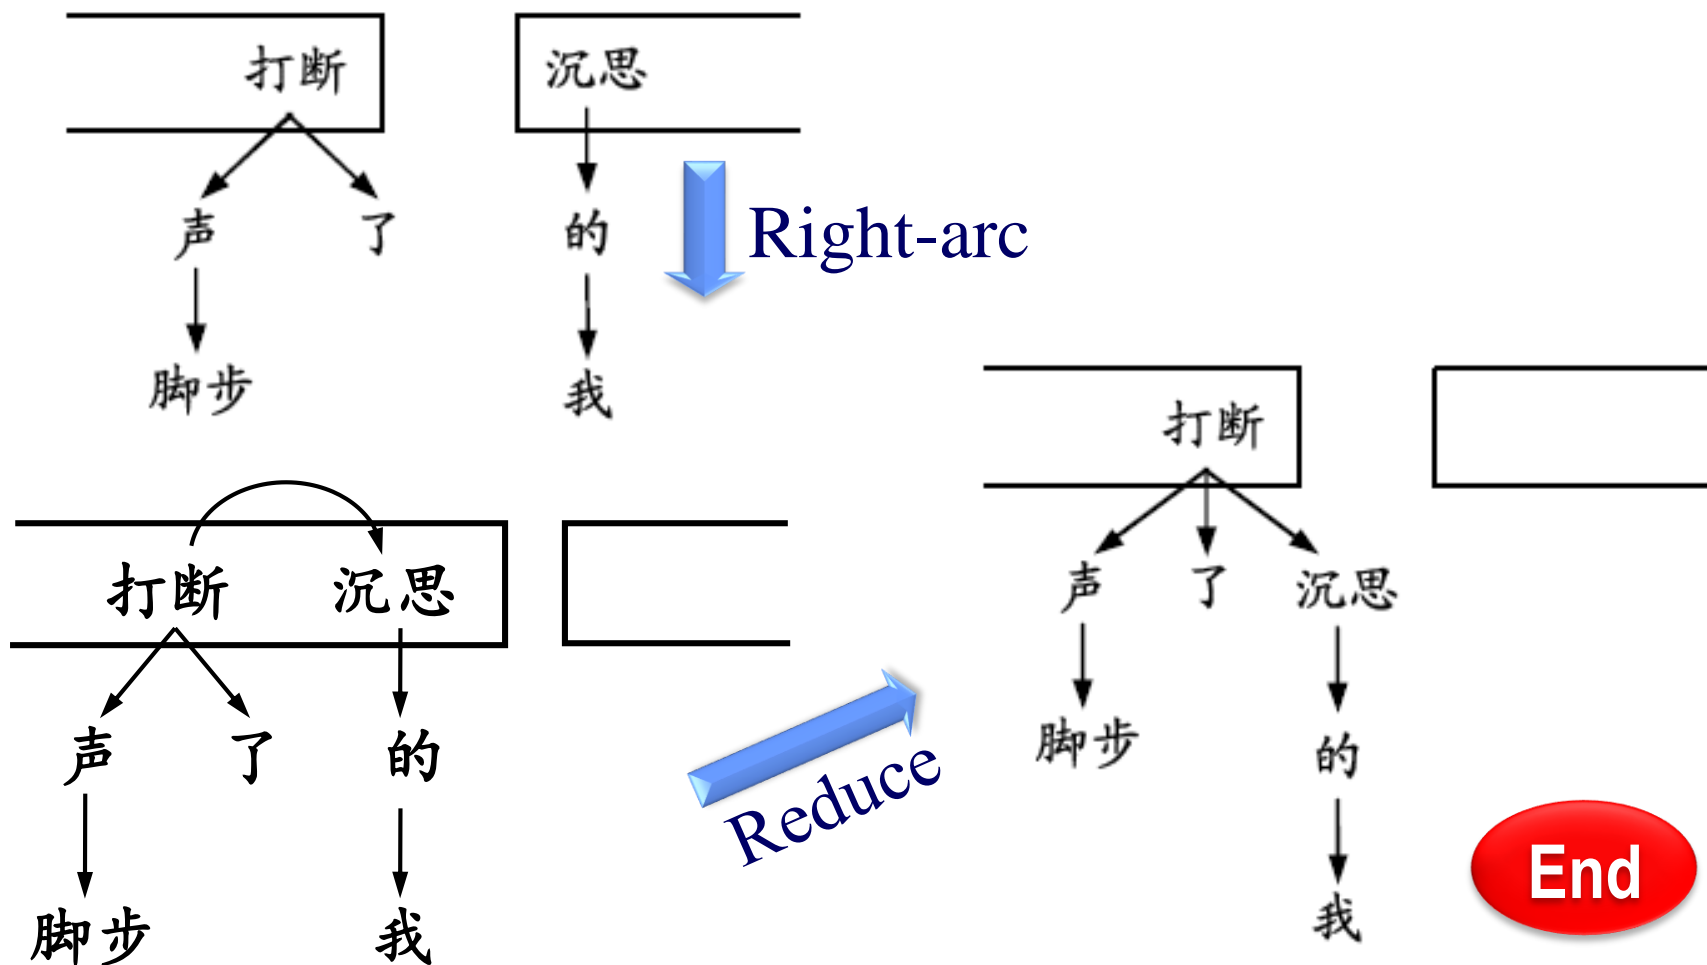 打断 沉思
声 了 的
Right-arc
脚步 我
打断 沉思
声 了 的
脚步 我
Reduce
打断
声 了 沉思
脚步 的
我
End